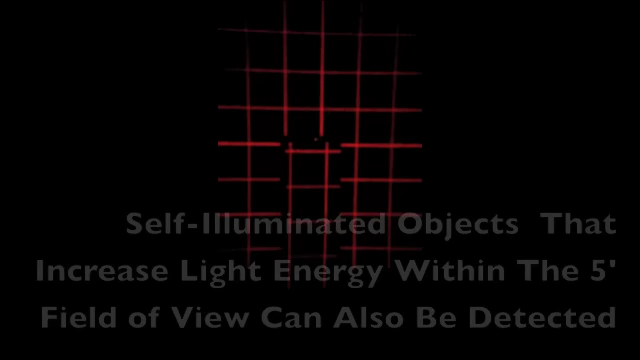 Self-Illuminated Objects That
Increase Light Energy Within The 5'
Field of View Can Also Be Detected